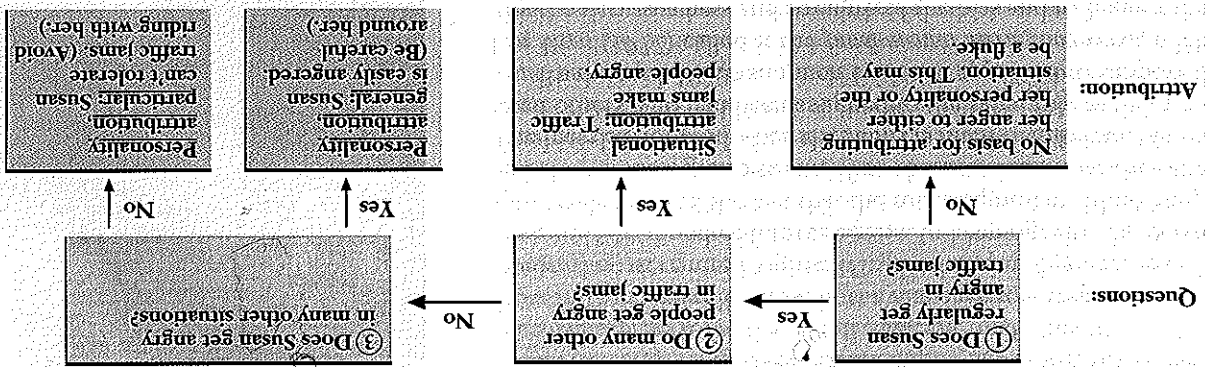 Questions:
① Does Susan
regularly get
angry in
traffic jams?
Yes
② Do many other
people get angry
in traffic jams?
No
③ Does Susan get angry
in many other situations?
No
Yes
Yes
No
Attribution:
No basis for attributing
her anger to either
her personality or the
situation; This may
be a fluke.
Situational
attribution: Traffic
jams make
people angry.
Personality
attribution,
general: Susan
is easily angered.
(Be careful
around her.)
Personality
attribution,
particular: Susan
can't tolerate
traffic jams. (Avoid
riding with her.)